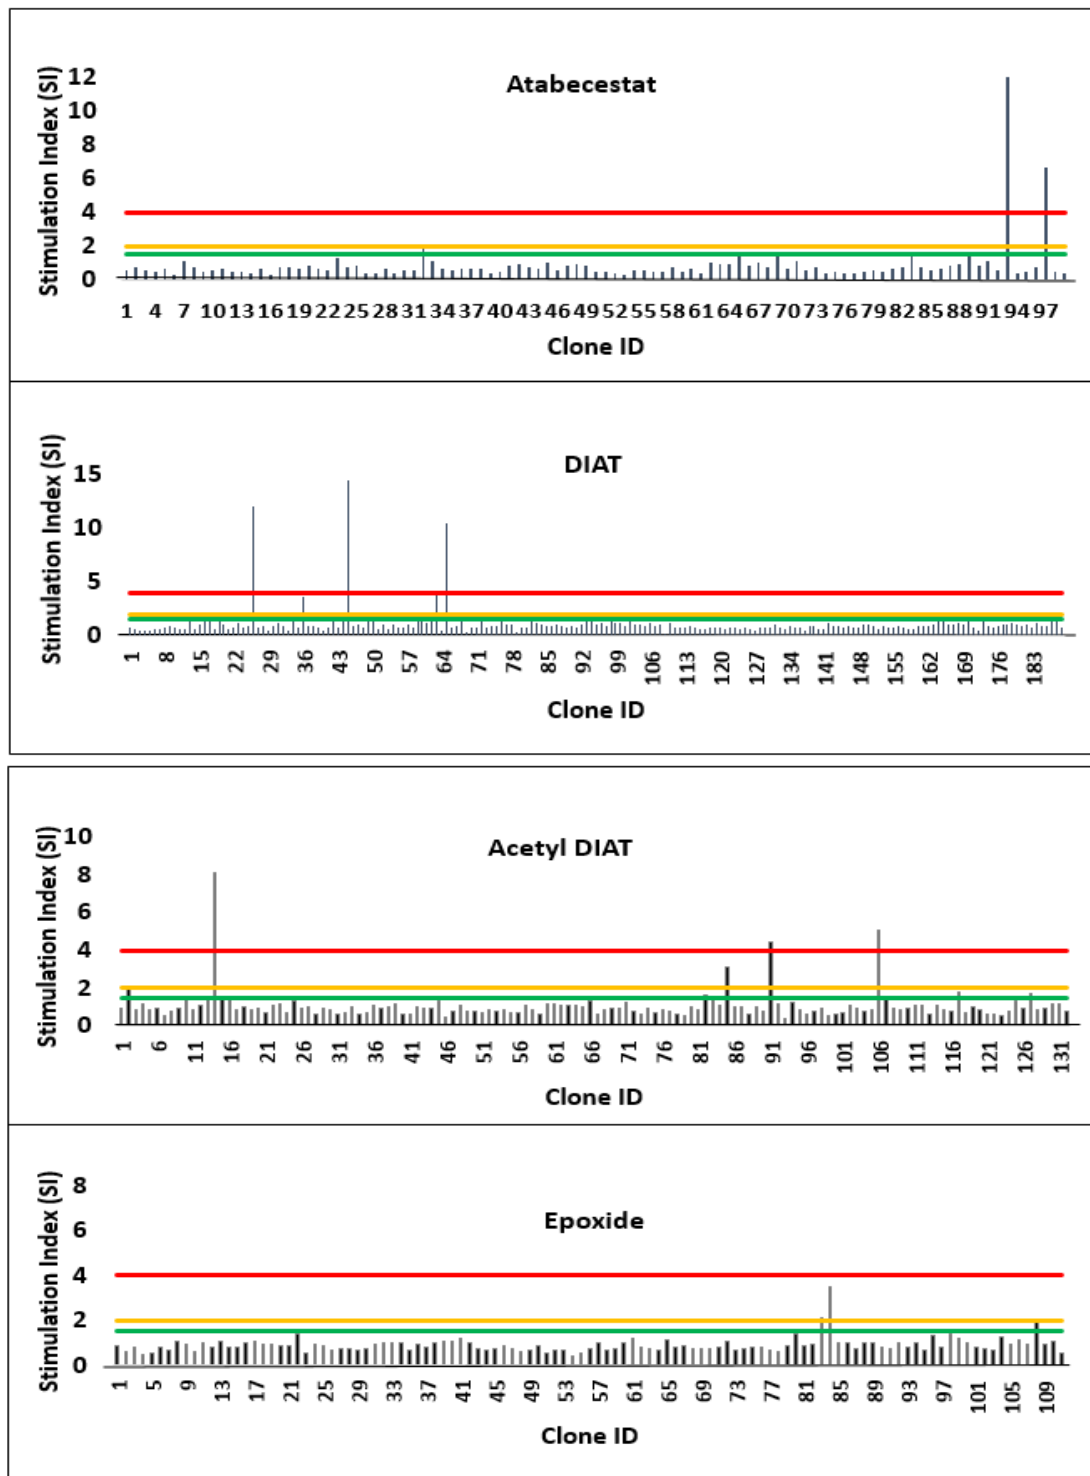 Atabecestat
Stimulation Index (SI)
12
10
8
6
4
2
0
1 4 7 10 13 16 19 22 25 28 31 34 37 40 43 46 49 52 55 58 61 64 67 70 73 76 79 82 85 88 91 94 97
Clone ID
DIAT
Stimulation Index (SI)
15
10
5
0
1 8 15 22 29 36 43 50 57 64 71 78 85 92 99 106 113 120 127 134 141 148 155 162 169 176 183
Clone ID
Acetyl DIAT
Stimulation Index (SI)
10
8
6
4
2
0
1 6 11 16 21 26 31 36 41 46 51 56 61 66 71 76 81 86 91 96 101 106 111 116 121 126 131
Clone ID
Epoxide
Stimulation Index (SI)
8
6
4
2
0
1 5 9 13 17 21 25 29 33 37 41 45 49 53 57 61 65 69 73 77 81 85 89 93 97 101 105 109
Clone ID